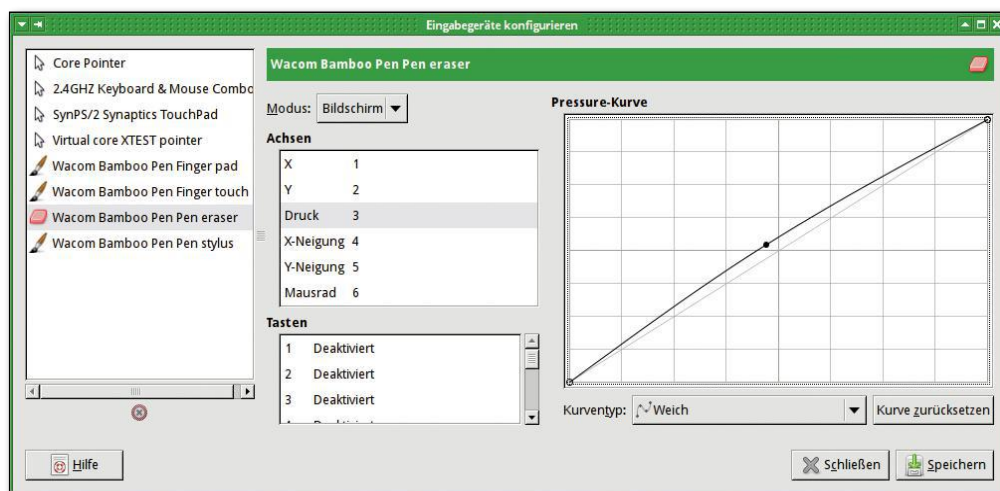 Eingabegeräte konfigurieren
Core Pointer
2.4GHZ Keyboard & Mouse Combo
SynPS/2 Synaptics TouchPad
Virtual core XTEST pointer
Wacom Bamboo Pen Finger pad
Wacom Bamboo Pen Finger touch
Wacom Bamboo Pen Pen eraser
Wacom Bamboo Pen Pen stylus
Wacom Bamboo Pen Pen eraser
Modus: Bildschirm
Achsen
X 1
Y 2
Druck 3
X-Neigung 4
Y-Neigung 5
Mausrad 6
Tasten
1 Deaktiviert
2 Deaktiviert
3 Deaktiviert
Pressure-Kurve
Kurventyp: Weich
Kurve zurücksetzen
Hilfe
Schließen
Speichern